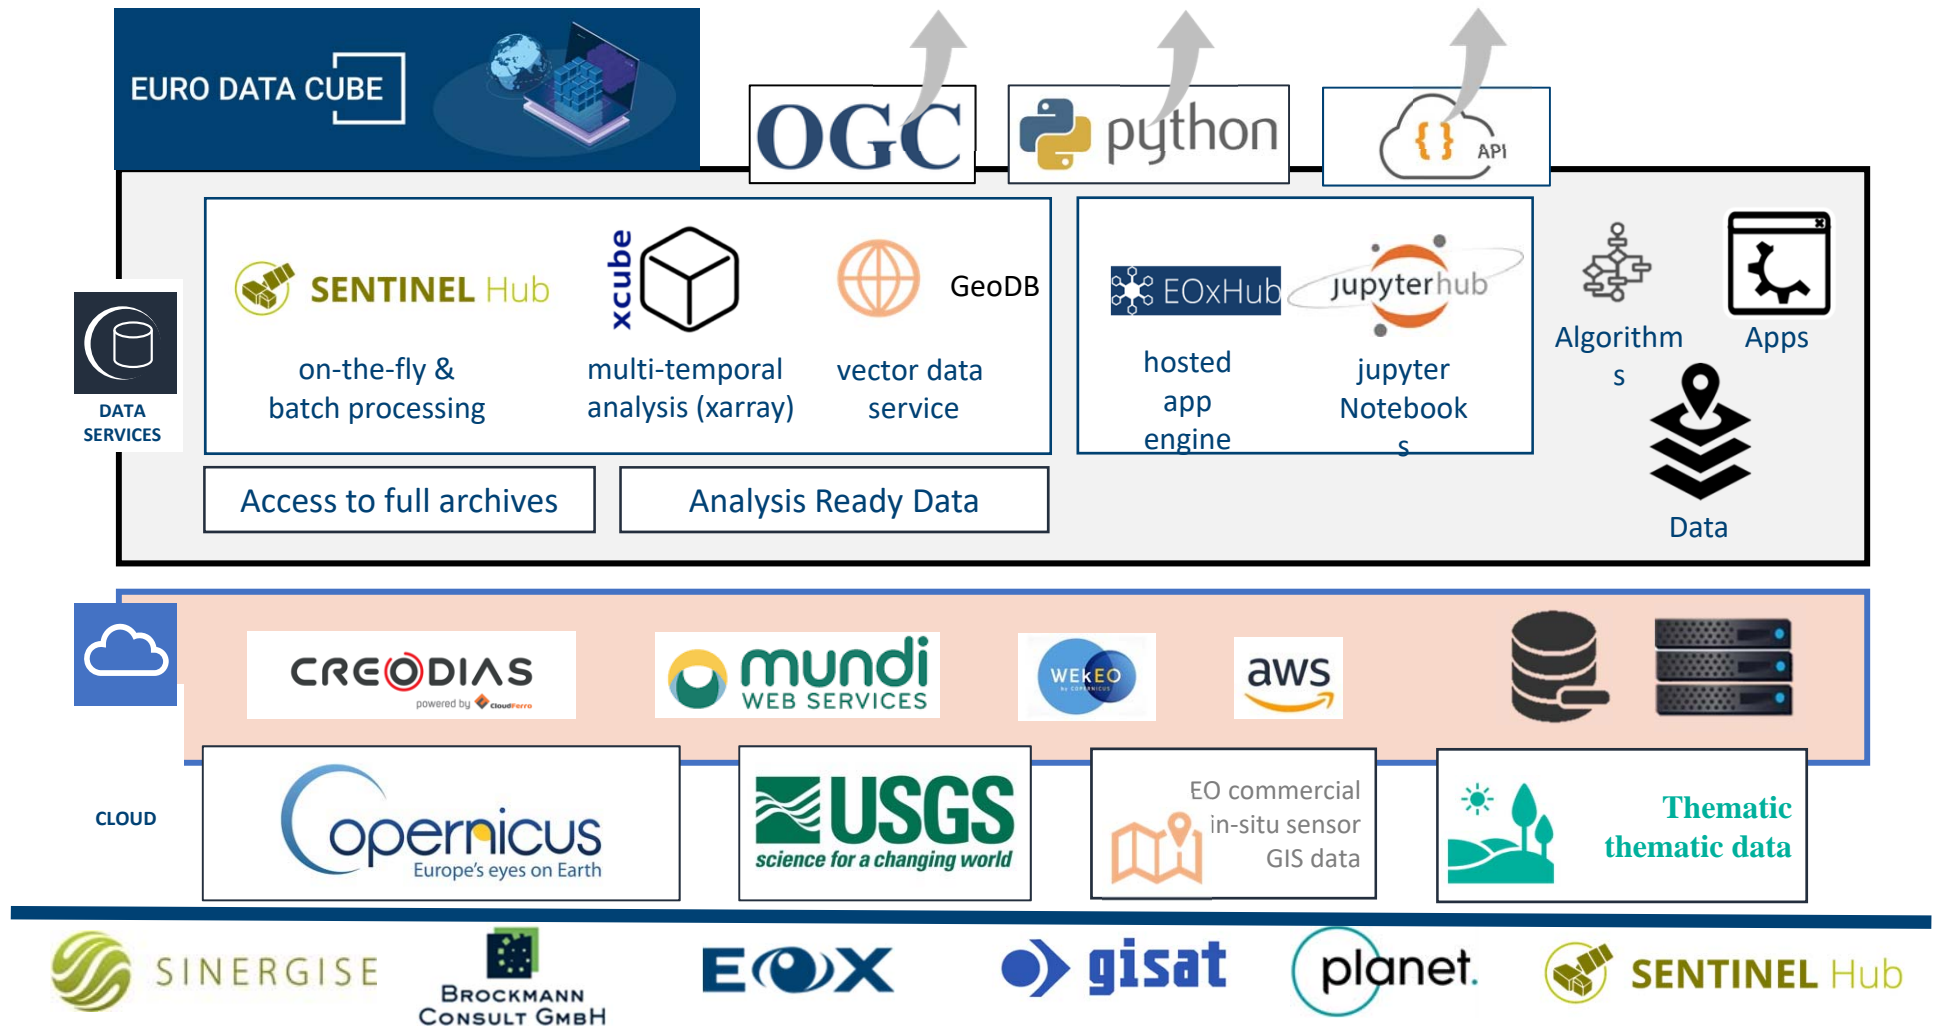 EURO DATA CUBE
OGC
python
{ } API
SENTINEL Hub
on-the-fly &
batch processing
xcube
multi-temporal
analysis (xarray)
GeoDB
vector data
service
EOxHub
hosted
app
engine
jupyterhub
jupyter
Notebook
s
Algorithm
s
Apps
Data
DATA
SERVICES
Access to full archives
Analysis Ready Data
CREODIAS
powered by CloudFerro
mundi
WEB SERVICES
WEkEO
by COPERNICUS
aws
CLOUD
Copernicus
Europe's eyes on Earth
USGS
science for a changing world
EO commercial
in-situ sensor
GIS data
Thematic
thematic data
SINERGISE
BROCKMANN
CONSULT GMBH
EOX
gisat
planet.
SENTINEL Hub